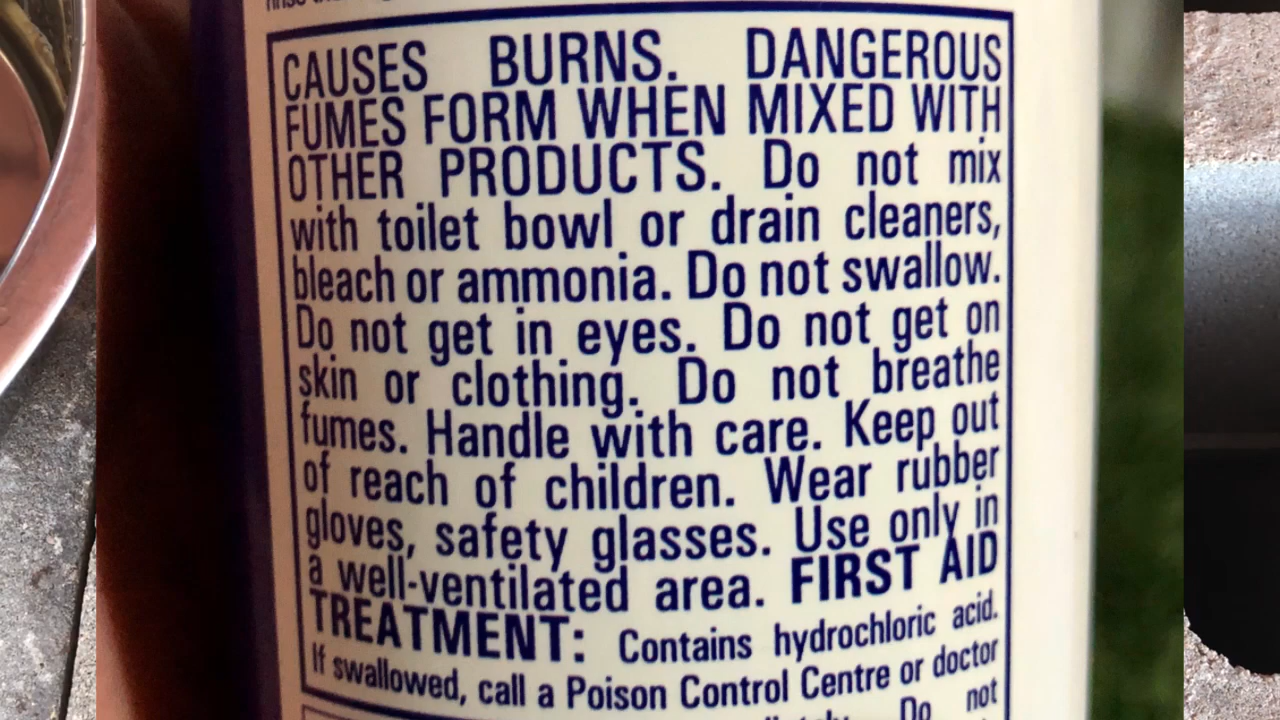 CAUSES BURNS. DANGEROUS
FUMES FORM WHEN MIXED WITH
OTHER PRODUCTS. Do not mix
with toilet bowl or drain cleaners,
bleach or ammonia. Do not swallow.
Do not get in eyes. Do not get on
skin or clothing. Do not breathe
fumes. Handle with care. Keep out
of reach of children. Wear rubber
gloves, safety glasses. Use only in
a well-ventilated area. FIRST AID
TREATMENT: Contains hydrochloric acid.
If swallowed, call a Poison Control Centre or doctor
Do not